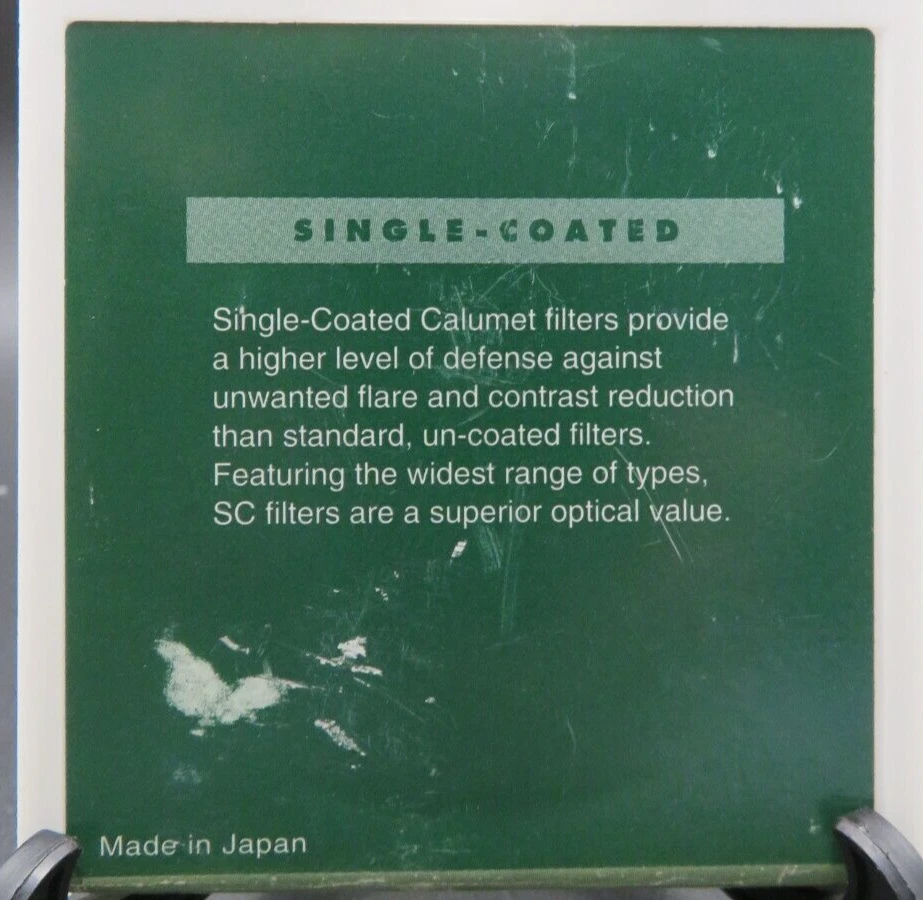 SINGLE-COATED
Single-Coated Calumet filters provide
a higher level of defense against
unwanted flare and contrast reduction
than standard, un-coated filters.
Featuring the widest range of types,
SC filters are a superior optical value.
Made in Japan